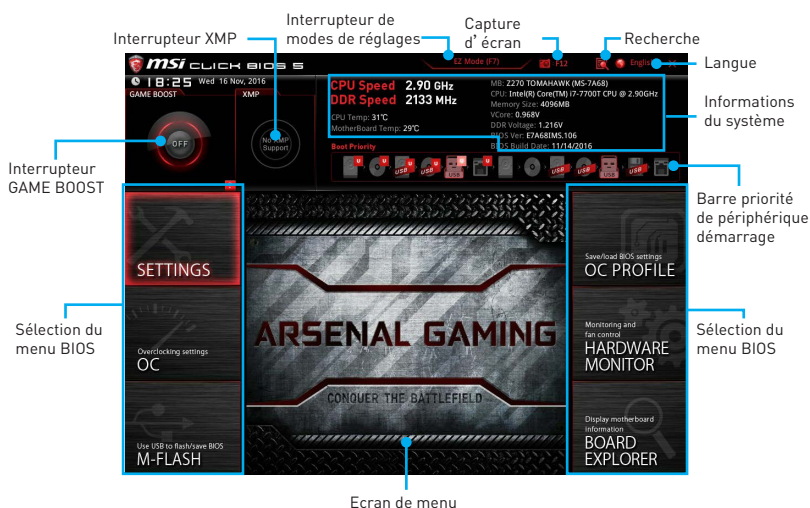 Interrupteur de
modes de réglages
Capture
d’ écran
Interrupteur XMP
Recherche
Langue
msi CLICK BIOS 5
EZ Mode (F7)
F12
English
18:25 Wed 16 Nov, 2016
GAME BOOST
XMP
OFF
No XMP
Support
CPU Speed 2.90 GHz
DDR Speed 2133 MHz
CPU Temp: 31°C
MotherBoard Temp: 29°C
MB: Z270 TOMAHAWK (MS-7A68)
CPU: Intel(R) Core(TM) i7-7700T CPU @ 2.90GHz
Memory Size: 4096MB
VCore: 0.968V
DDR Voltage: 1.216V
BIOS Ver: E7A68IMS.106
BIOS Build Date: 11/14/2016
Boot Priority
U U U U U U
USB USB USB USB USB USB USB
Informations
du système
Interrupteur
GAME BOOST
Barre priorité
de périphérique
démarrage
SETTINGS
Overclocking settings
OC
Use USB to flash/save BIOS
M-FLASH
Sélection du
menu BIOS
ARSENAL GAMING
CONQUER THE BATTLEFIELD
Save/load BIOS settings
OC PROFILE
Monitoring and
fan control
HARDWARE
MONITOR
Display motherboard
information
BOARD
EXPLORER
Sélection du
menu BIOS
Ecran de menu